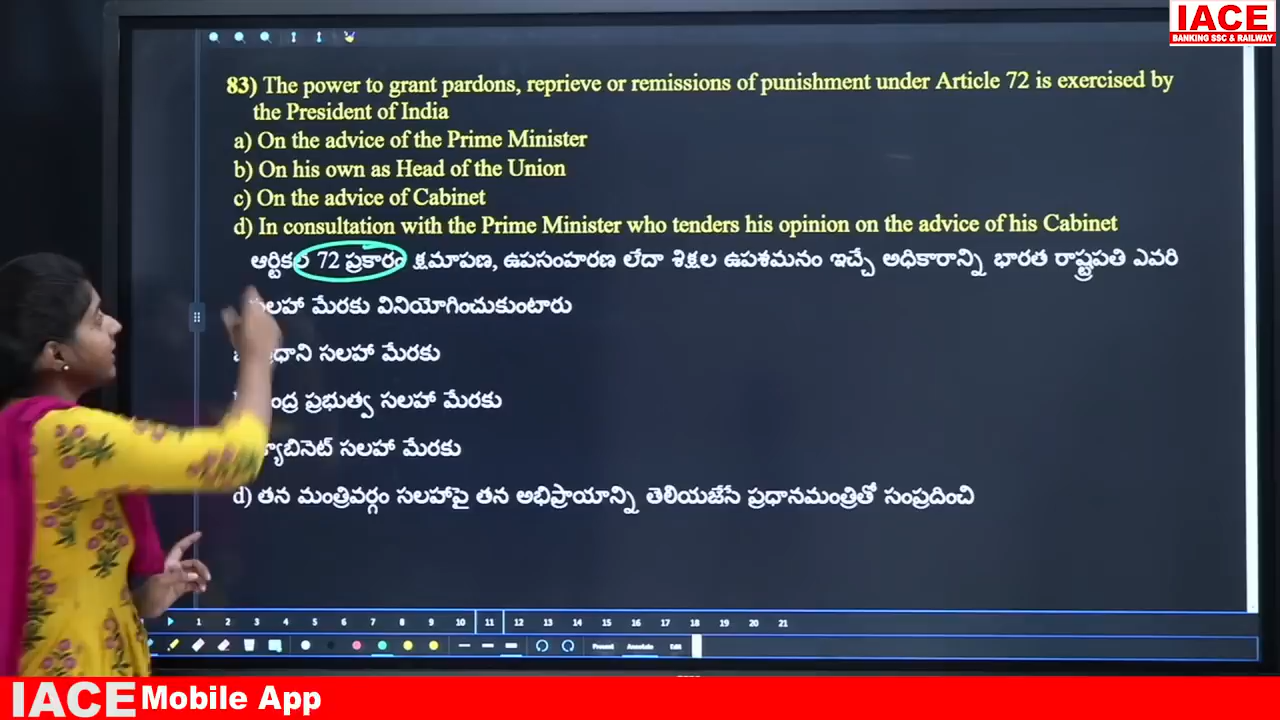 IACE
BANKING SSC & RAILWAY
83) The power to grant pardons, reprieve or remissions of punishment under Article 72 is exercised by
the President of India
a) On the advice of the Prime Minister
b) On his own as Head of the Union
c) On the advice of Cabinet
d) In consultation with the Prime Minister who tenders his opinion on the advice of his Cabinet
ఆర్టికల్ 72 ప్రకారం క్షమాపణ, ఉపసంహరణ లేదా శిక్షల ఉపశమనం ఇచ్చే అధికారాన్ని భారత రాష్ట్రపతి ఎవరి
సలహా మేరకు వినియోగించుకుంటారు
సలహా మేరకు
ప్రభుత్వ సలహా మేరకు
సలహా మేరకు
d) తన మంత్రివర్గం సలహాపై తన అభిప్రాయాన్ని తెలియజేసే ప్రధానమంత్రితో సంప్రదించి
1 2 3 4 5 6 7 8 9 10 11 12 13 14 15 16 17 18 19 20 21
Present Annotate Edit
IACE Mobile App